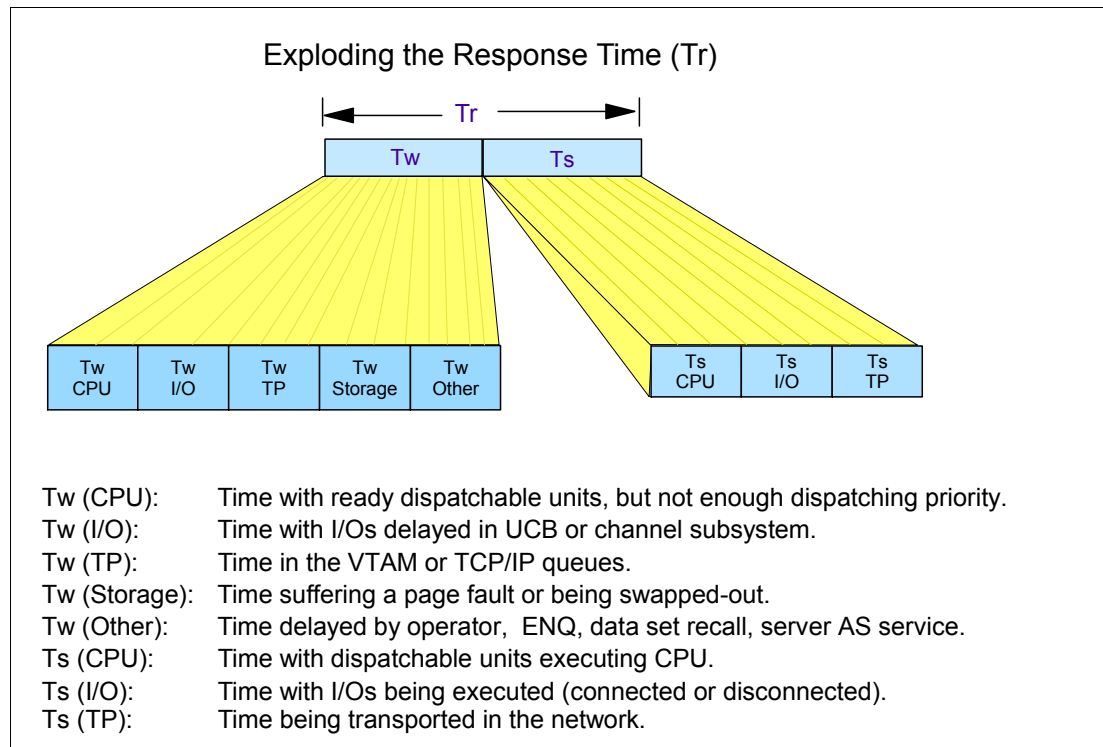 Exploding the Response Time (Tr)
Tr
Tw
Ts
Tw
CPU
Tw
I/O
Tw
TP
Tw
Storage
Tw
Other
Ts
CPU
Ts
I/O
Ts
TP
Tw (CPU): Time with ready dispatchable units, but not enough dispatching priority.
Tw (I/O): Time with I/Os delayed in UCB or channel subsystem.
Tw (TP): Time in the VTAM or TCP/IP queues.
Tw (Storage): Time suffering a page fault or being swapped-out.
Tw (Other): Time delayed by operator, ENQ, data set recall, server AS service.
Ts (CPU): Time with dispatchable units executing CPU.
Ts (I/O): Time with I/Os being executed (connected or disconnected).
Ts (TP): Time being transported in the network.